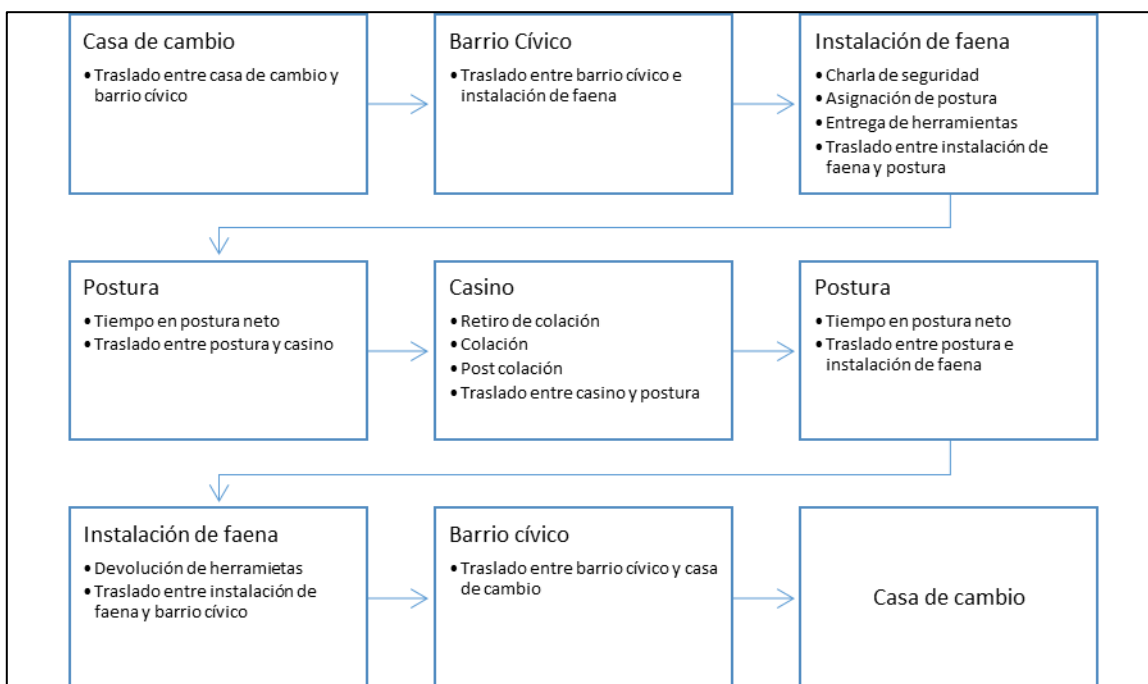 Casa de cambio
• Traslado entre casa de cambio y
barrio cívico
Barrio Cívico
• Traslado entre barrio cívico e
instalación de faena
Instalación de faena
• Charla de seguridad
• Asignación de postura
• Entrega de herramientas
• Traslado entre instalación de
faena y postura
Postura
• Tiempo en postura neto
• Traslado entre postura y casino
Casino
• Retiro de colación
• Colación
• Post colación
• Traslado entre casino y postura
Postura
• Tiempo en postura neto
• Traslado entre postura e
instalación de faena
Instalación de faena
• Devolución de herramietas
• Traslado entre instalación de
faena y barrio cívico
Barrio cívico
• Traslado entre barrio cívico y casa
de cambio
Casa de cambio